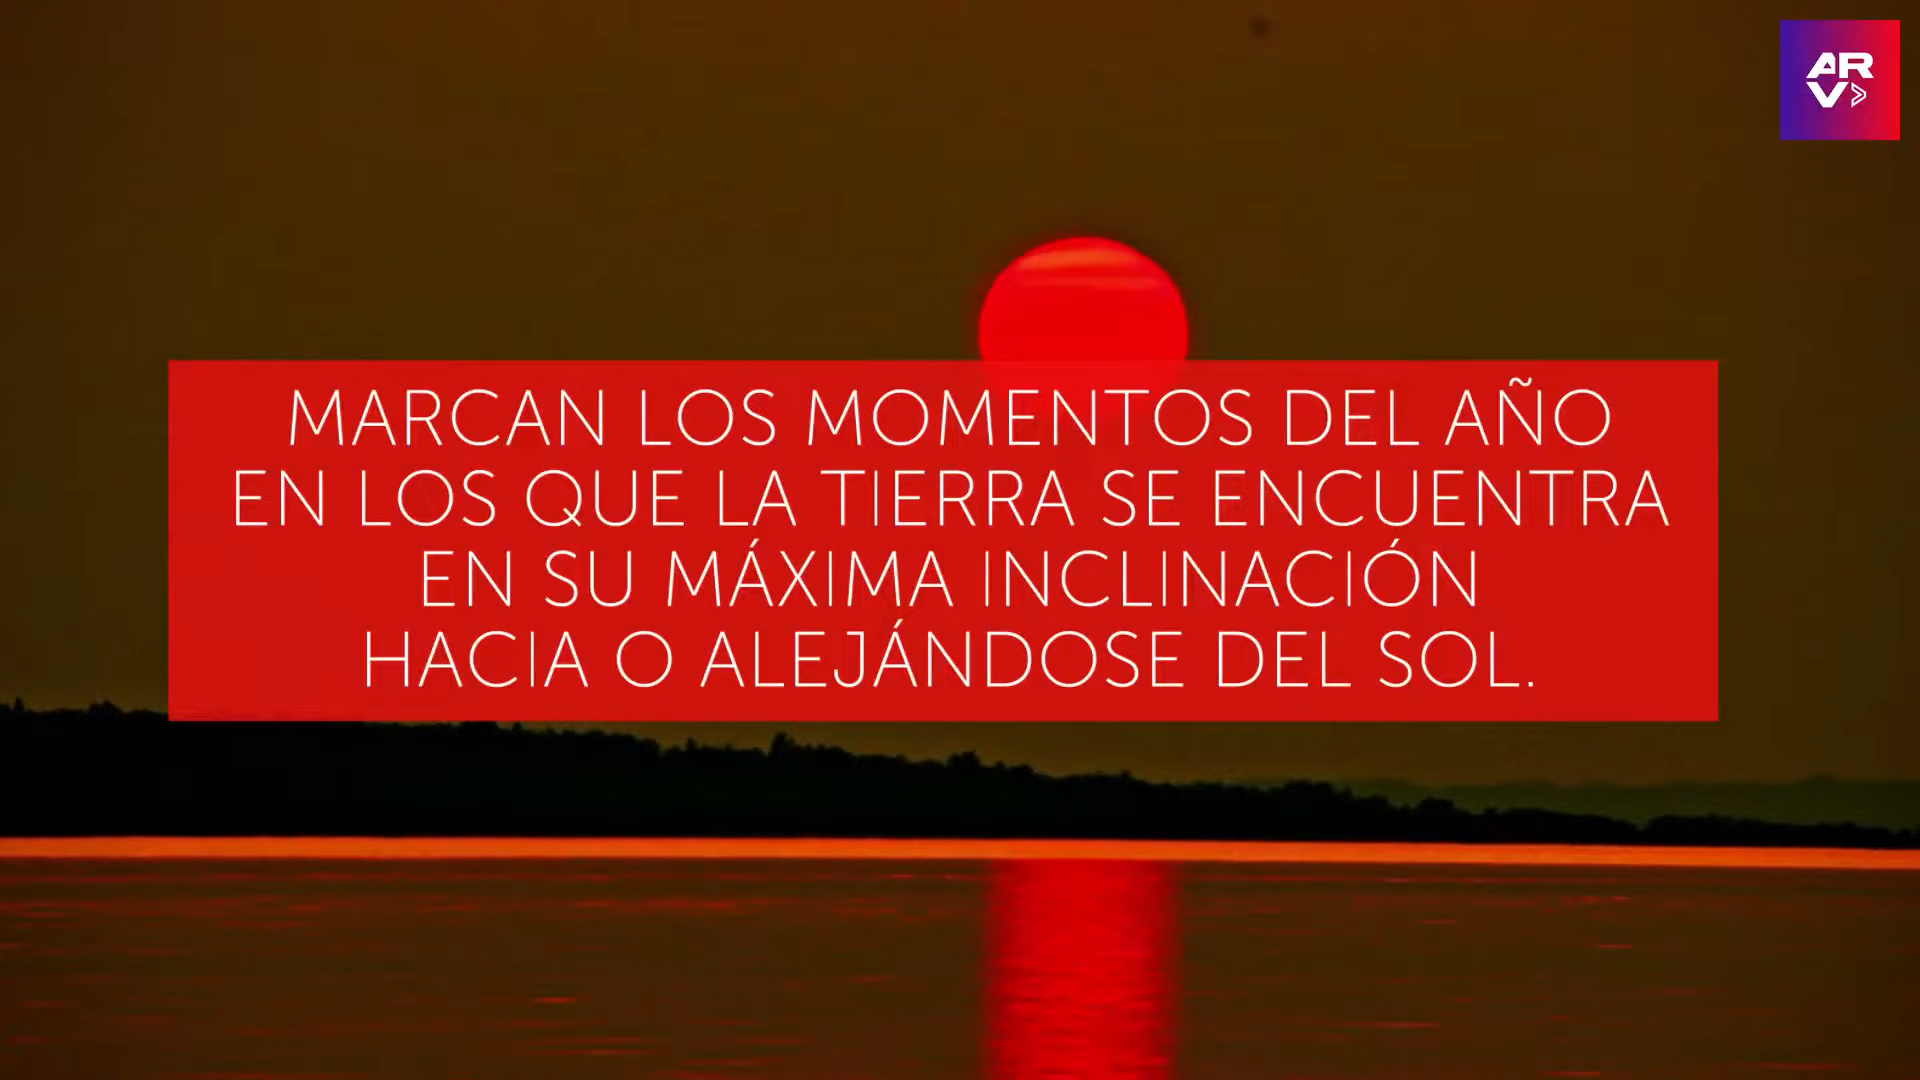 ARV
MARCAN LOS MOMENTOS DEL AÑO
EN LOS QUE LA TIERRA SE ENCUENTRA
EN SU MÁXIMA INCLINACIÓN
HACIA O ALEJÁNDOSE DEL SOL.